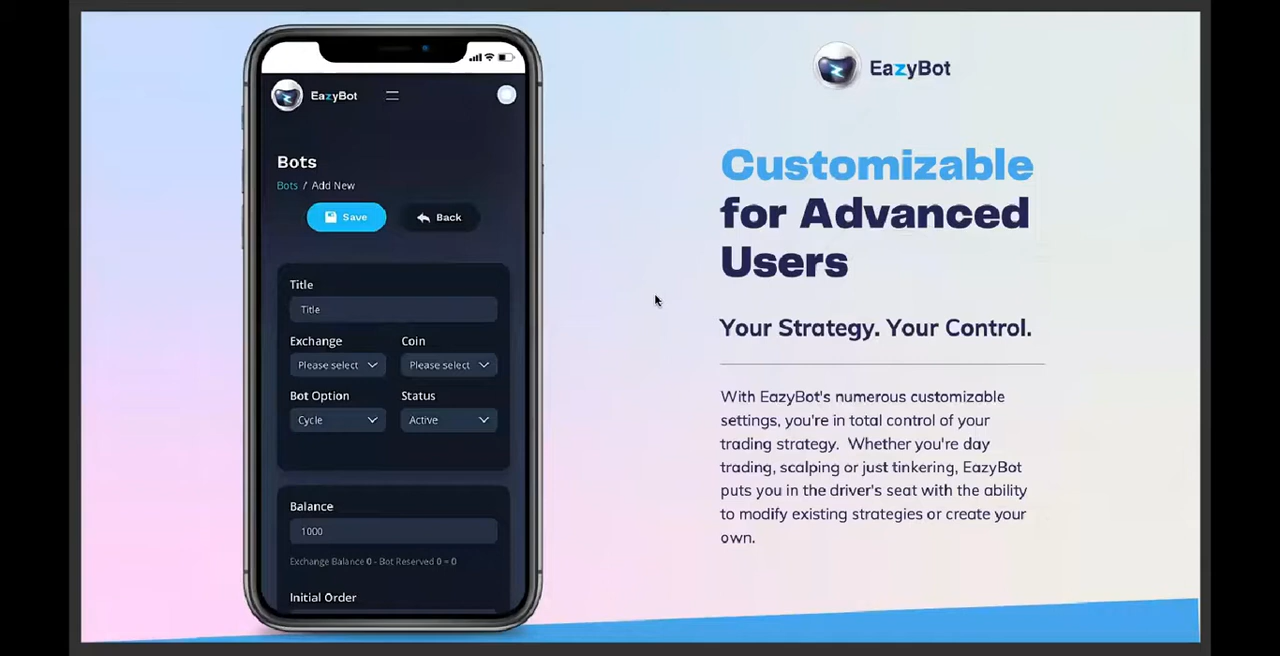 EazyBot
Bots
Bots / Add New
Save
Back
Title
Title
Exchange
Coin
Please select
Please select
Bot Option
Status
Cycle
Active
Balance
1000
Exchange Balance 0 - Bot Reserved 0 = 0
Initial Order
EazyBot
Customizable
for Advanced
Users
Your Strategy. Your Control.
With EazyBot's numerous customizable
settings, you're in total control of your
trading strategy.  Whether you're day
trading, scalping or just tinkering, EazyBot
puts you in the driver's seat with the ability
to modify existing strategies or create your
own.